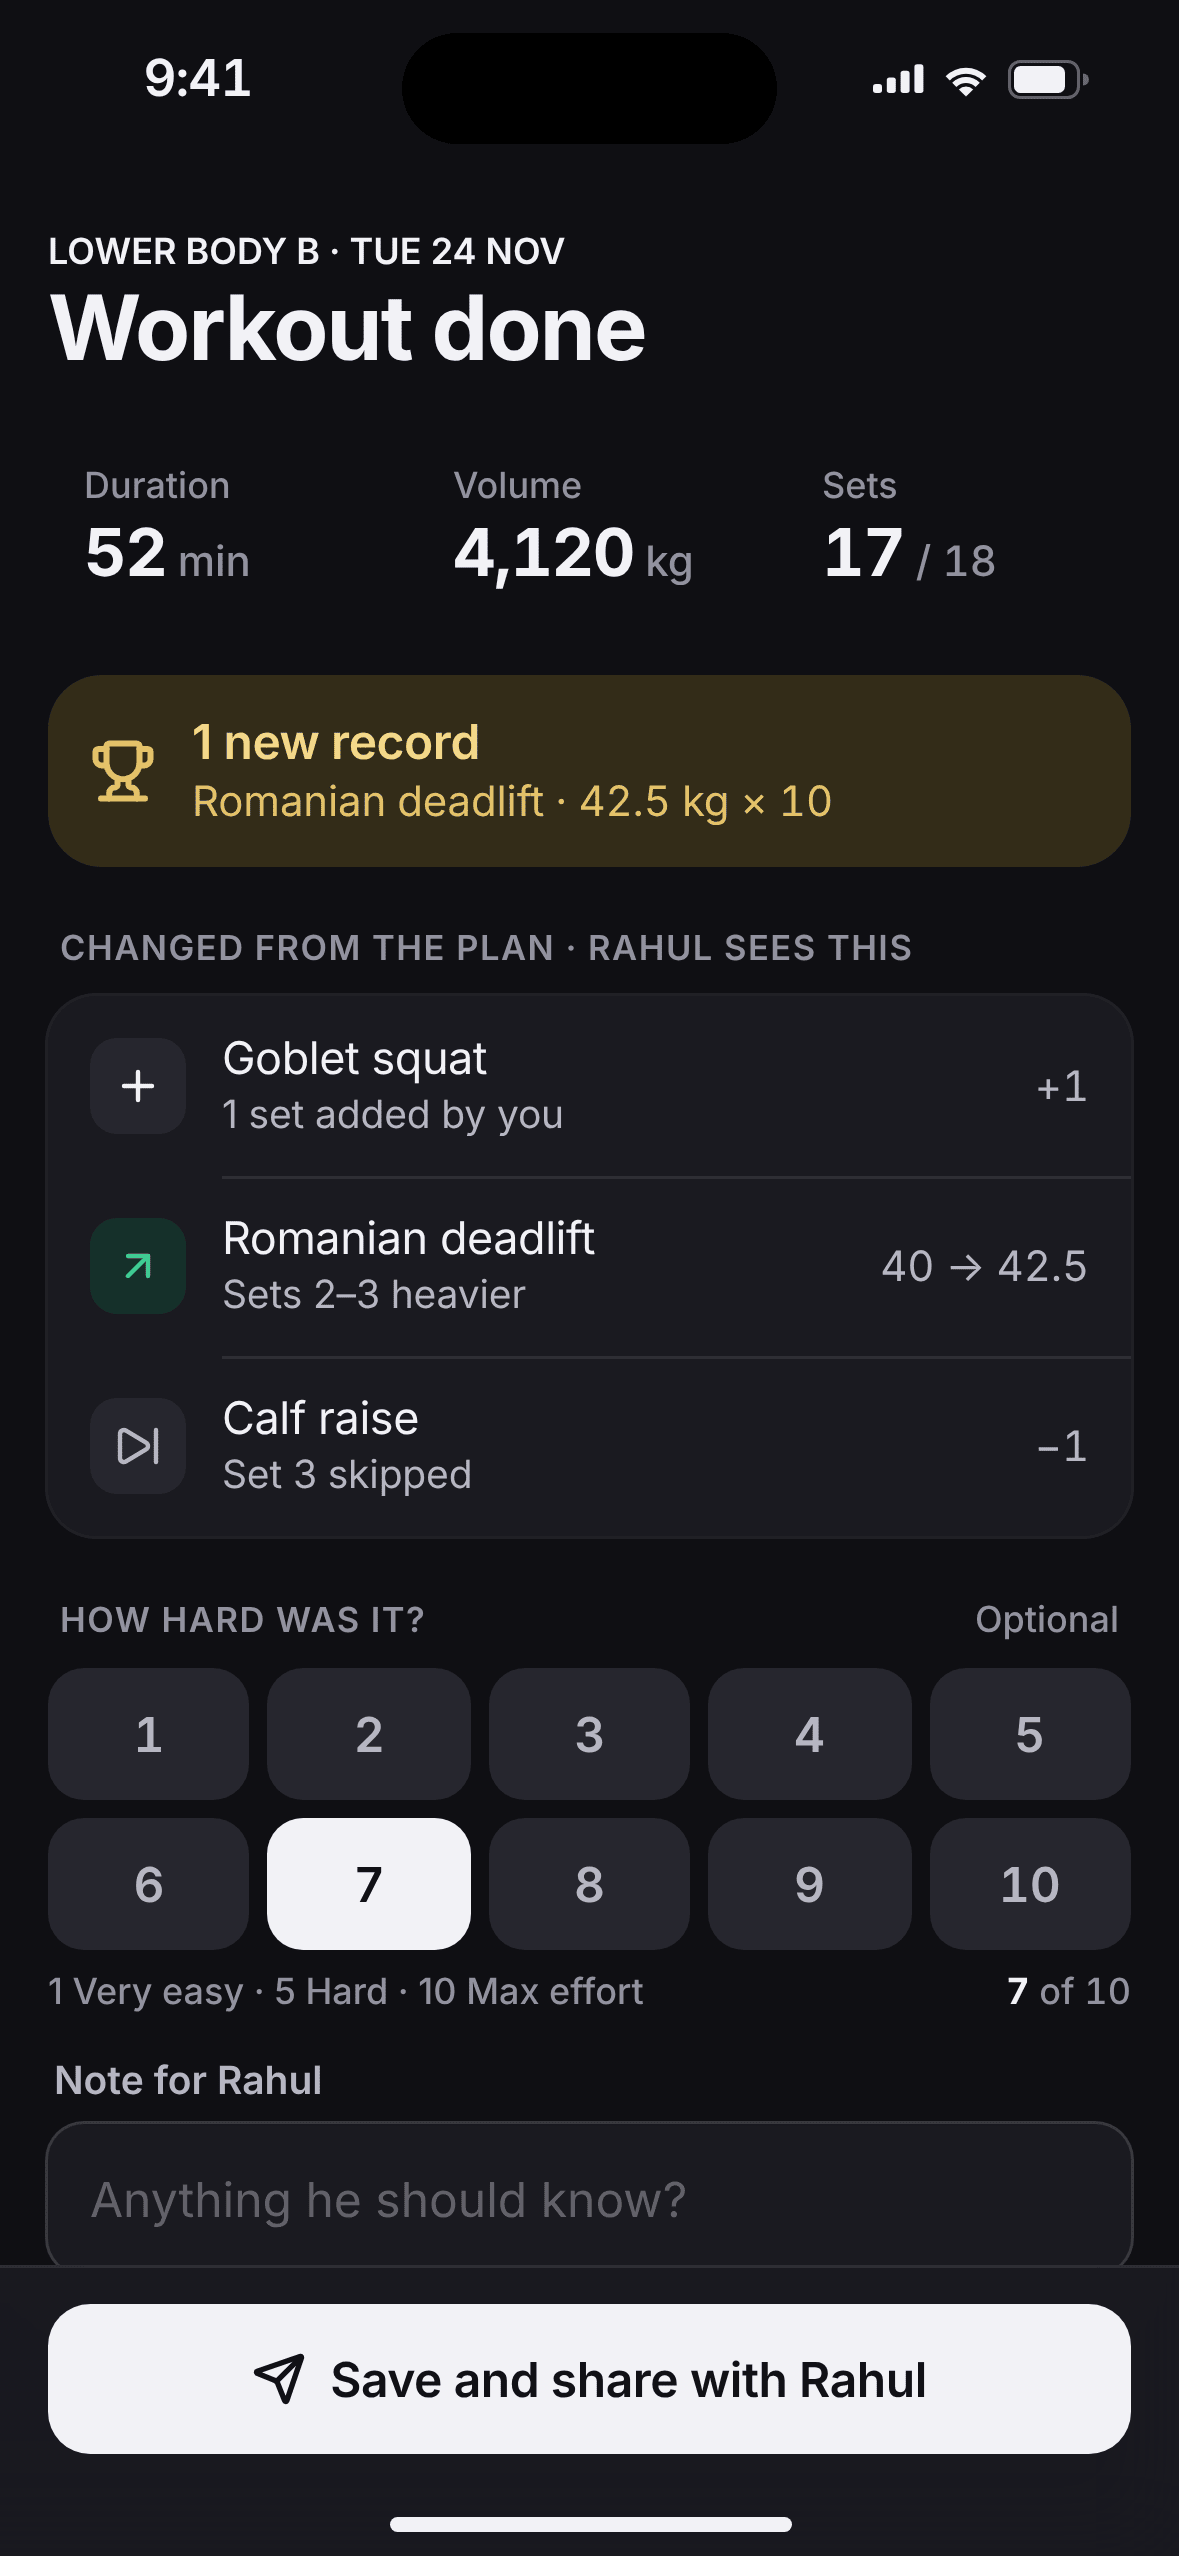 9:41
LOWER BODY B · TUE 24 NOV
Workout done
Duration
52 min
Volume
4,120 kg
Sets
17 / 18
1 new record
Romanian deadlift · 42.5 kg × 10
CHANGED FROM THE PLAN · RAHUL SEES THIS
Goblet squat
1 set added by you
+1
Romanian deadlift
Sets 2–3 heavier
40 → 42.5
Calf raise
Set 3 skipped
−1
HOW HARD WAS IT?
Optional
1 2 3 4 5
6 7 8 9 10
1 Very easy · 5 Hard · 10 Max effort
7 of 10
Note for Rahul
Anything he should know?
Save and share with Rahul